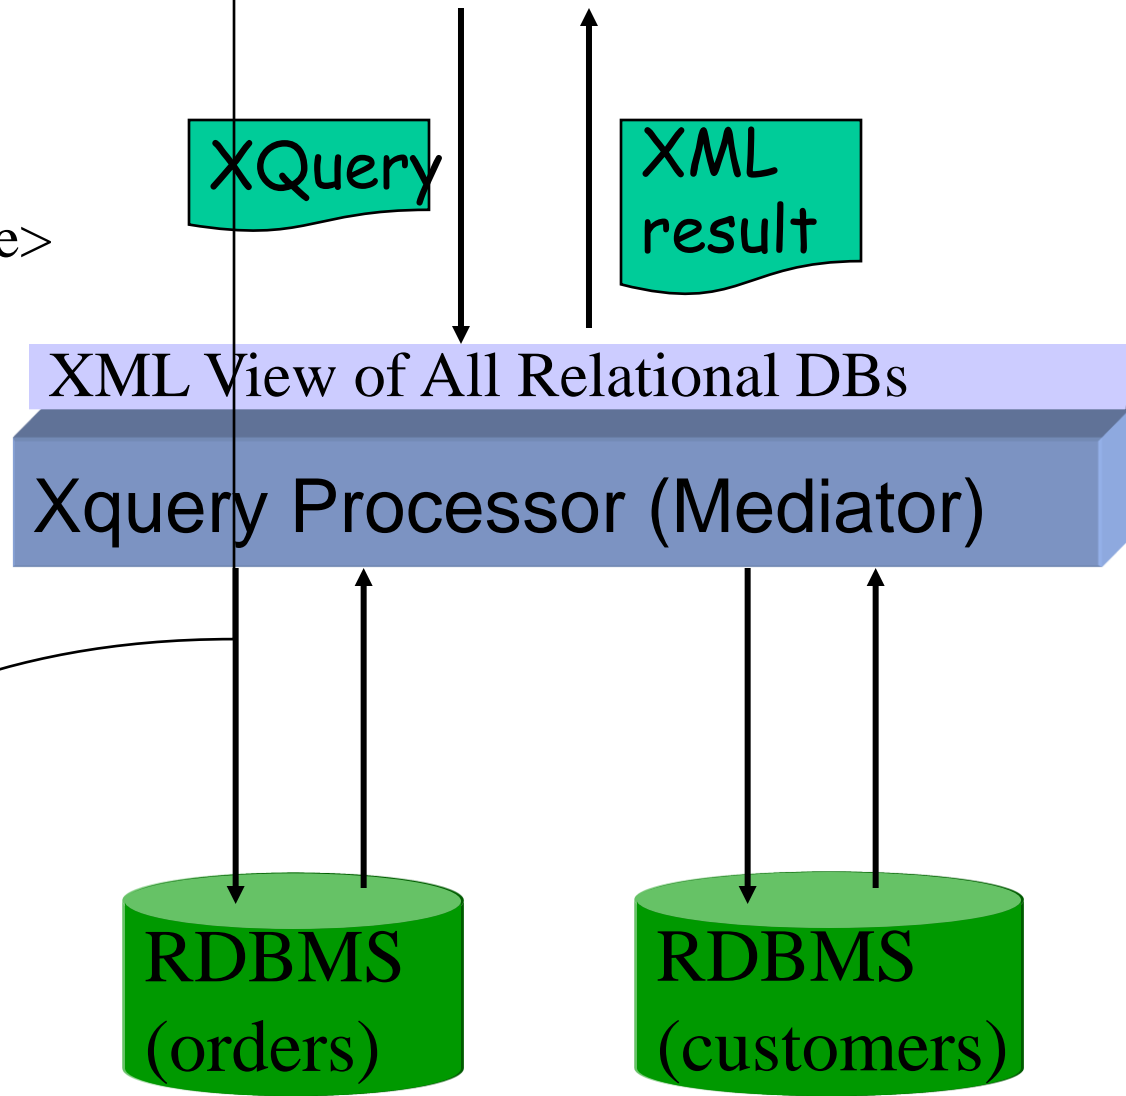 XQuery
XML
result
e>
XML View of All Relational DBs
Xquery Processor (Mediator)
RDBMS
(orders)
RDBMS
(customers)